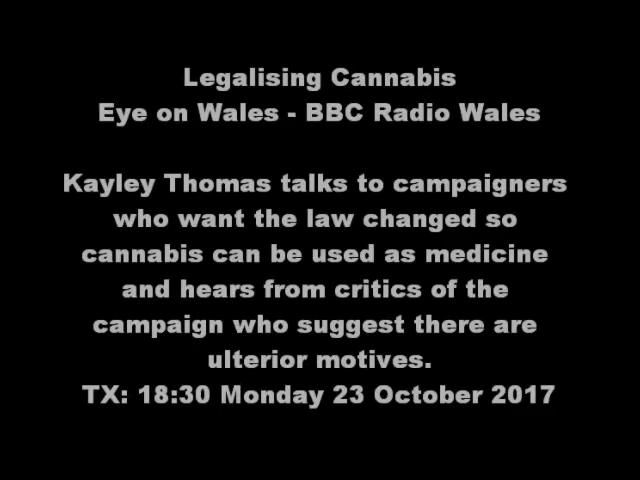 Legalising Cannabis
Eye on Wales - BBC Radio Wales
Kayley Thomas talks to campaigners
who want the law changed so
cannabis can be used as medicine
and hears from critics of the
campaign who suggest there are
ulterior motives.
TX: 18:30 Monday 23 October 2017